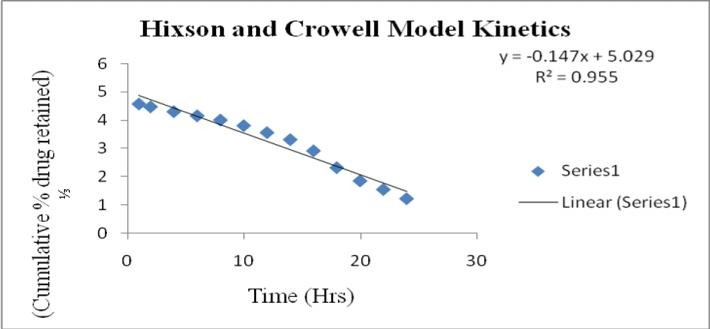 Hixson and Crowell Model Kinetics
y = -0.147x + 5.029
R² = 0.955
6
5
4
3
2
1
0
0 10 20 30
(Cumulative % drug retained)
⅓
Time (Hrs)
Series1
Linear (Series1)